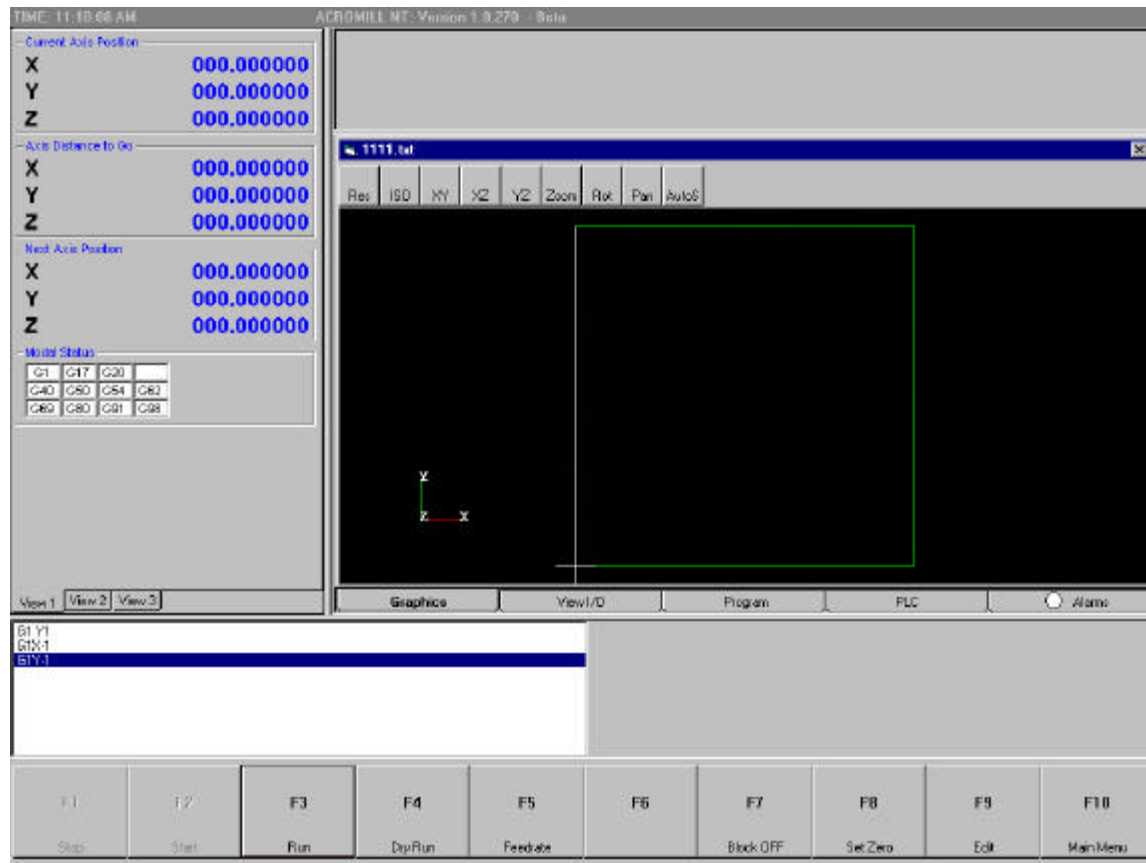 TIME: 11:18:08 AM ACROMILL NT: Version 1.0.278 - Beta
Current Axis Position
X 000.000000
Y 000.000000
Z 000.000000
Axis Distance to Go
X 000.000000
Y 000.000000
Z 000.000000
Next Axis Position
X 000.000000
Y 000.000000
Z 000.000000
Modal Status
G1 G17 G20
G40 G50 G54 G62
G69 G80 G91 G98
View 1 View 2 View 3
1111.txt
Res ISO XY XZ YZ Zoom Rot Pan AutoS
Y
Z X
Graphics View I/O Program PLC Alarms
G1 Y1
G1X-1
G1Y-1
F1 F2 F3 F4 F5 F6 F7 F8 F9 F10
Stop Start Run Dry Run Feedrate Block OFF Set Zero Edit Main Menu